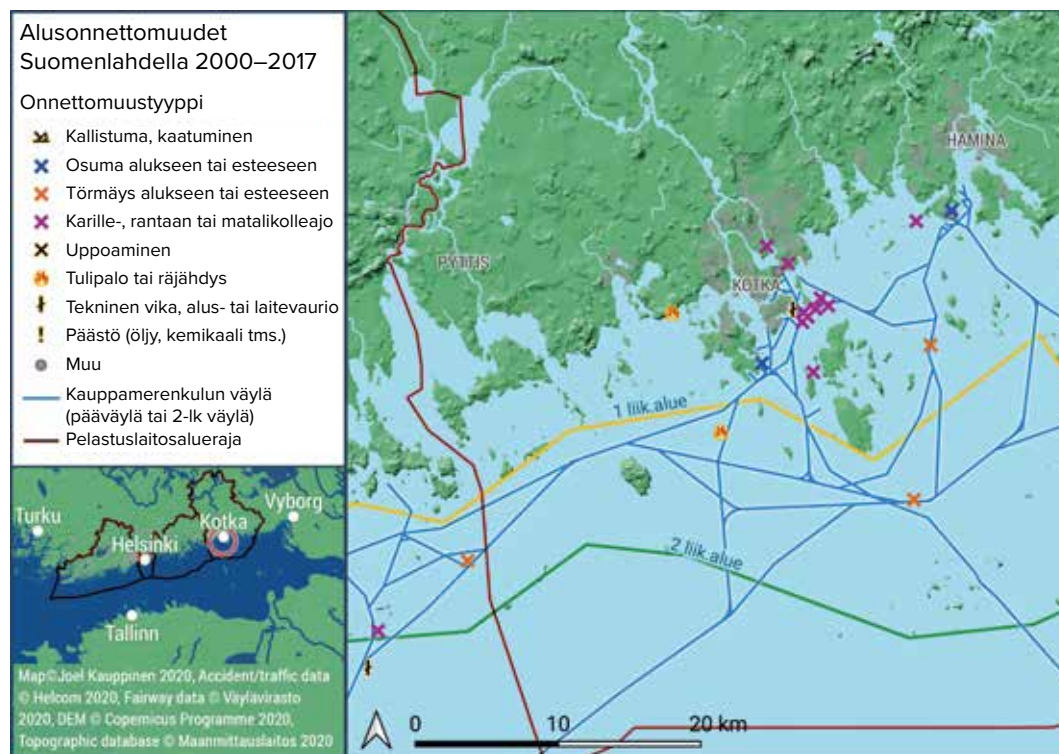 Alusonnettomuudet
Suomenlahdella 2000–2017
Onnettomuustyyppi
Kallistuma, kaatuminen
Osuma alukseen tai esteeseen
Törmäys alukseen tai esteeseen
Karille-, rantaan tai matalikolleajo
Uppoaminen
Tulipalo tai räjähdys
Tekninen vika, alus- tai laitevaurio
Päästö (öljy, kemikaali tms.)
Muu
Kauppamerenkulun väylä
(pääväylä tai 2-lk väylä)
Pelastuslaitosalueraja
Turku
Helsinki
Kotka
Vyborg
Tallinn
Map©Joel Kauppinen 2020, Accident/traffic data
© Helcom 2020, Fairway data © Väylävirasto
2020, DEM © Copernicus Programme 2020,
Topographic database © Maanmittauslaitos 2020
HAMINA
PYTTIS
KOTKA
1 liik.alue
2 liik.alue
0 10 20 km